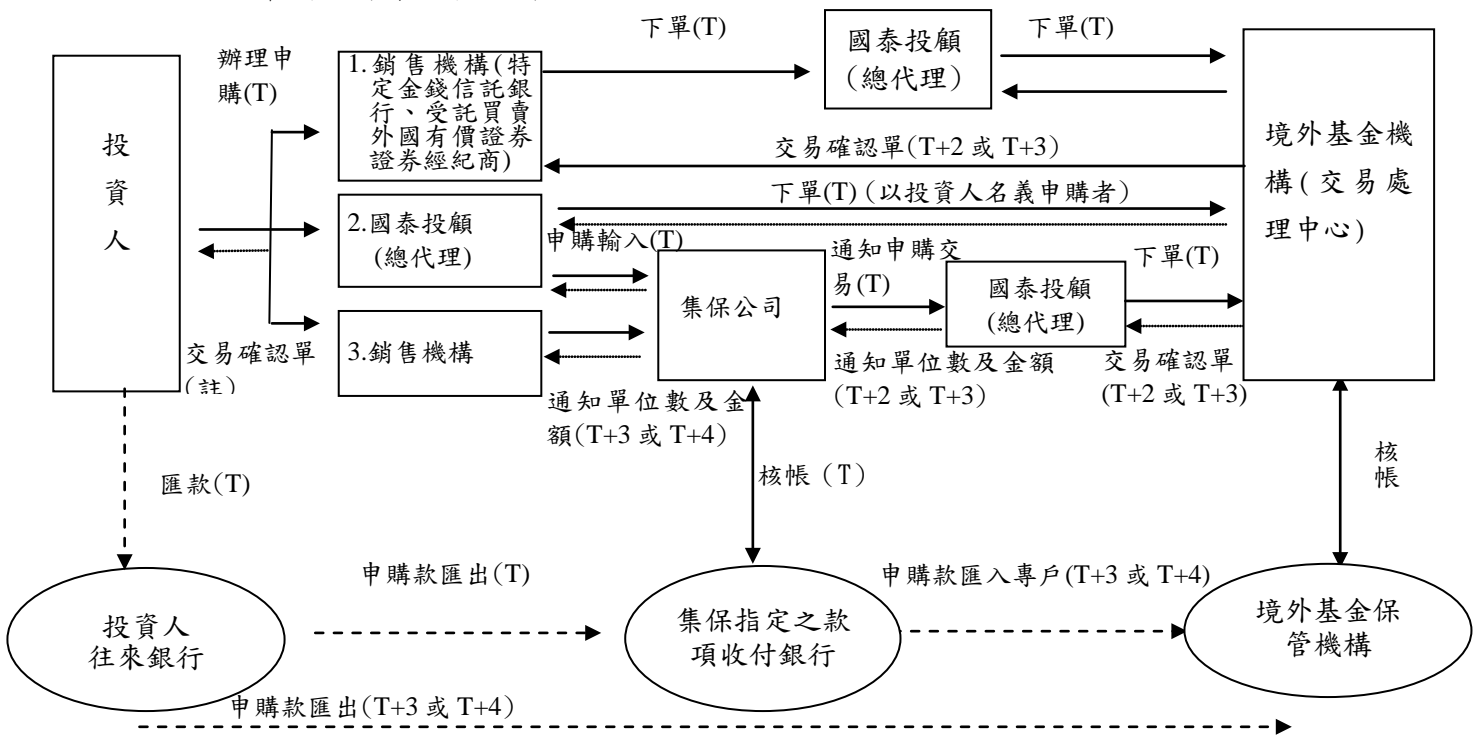 下單(T)
國泰投顧
(總代理)
下單(T)
辦理申
購(T)
1.銷售機構(特
定金錢信託銀
行、受託買賣
外國有價證券
證券經紀商)
投
資
人
境外基金機
構(交易處
理中心)
交易確認單(T+2 或 T+3)
下單(T)(以投資人名義申購者)
2.國泰投顧
(總代理)
申購輸入(T)
集保公司
通知申購交
易(T)
國泰投顧
(總代理)
下單(T)
3.銷售機構
交易確認單
(註)
通知單位數及金額
(T+2 或 T+3)
交易確認單
(T+2 或 T+3)
通知單位數及金
額(T+3 或 T+4)
匯款(T)
核帳（T）
核
帳
申購款匯出(T)
申購款匯入專戶(T+3 或 T+4)
投資人
往來銀行
集保指定之款
項收付銀行
境外基金保
管機構
申購款匯出(T+3 或 T+4)